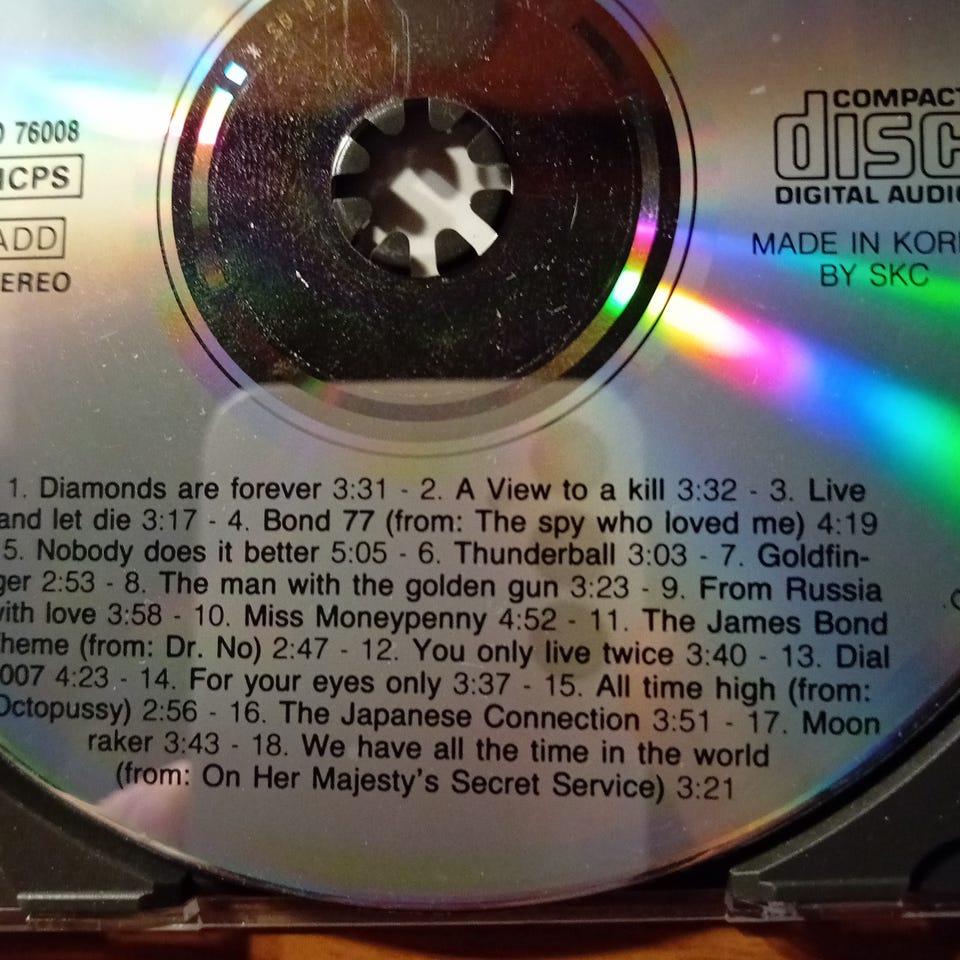 76008
MCPS
ADD
EREO
COMPACT
disc
DIGITAL AUDIO
MADE IN KOR
BY SKC
1. Diamonds are forever 3:31 - 2. A View to a kill 3:32 - 3. Live
and let die 3:17 - 4. Bond 77 (from: The spy who loved me) 4:19
5. Nobody does it better 5:05 - 6. Thunderball 3:03 - 7. Goldfin-
ger 2:53 - 8. The man with the golden gun 3:23 - 9. From Russia
with love 3:58 - 10. Miss Moneypenny 4:52 - 11. The James Bond
theme (from: Dr. No) 2:47 - 12. You only live twice 3:40 - 13. Dial
007 4:23 - 14. For your eyes only 3:37 - 15. All time high (from:
Octopussy) 2:56 - 16. The Japanese Connection 3:51 - 17. Moon
raker 3:43 - 18. We have all the time in the world
(from: On Her Majesty's Secret Service) 3:21